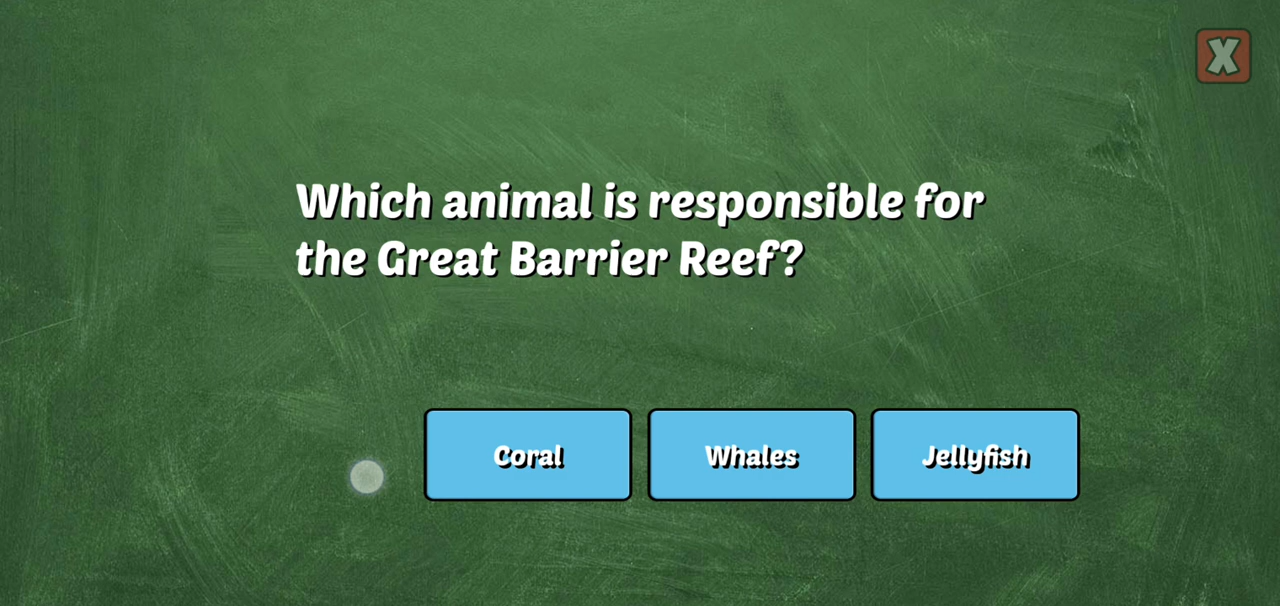 X
Which animal is responsible for
the Great Barrier Reef?
Coral
Whales
Jellyfish